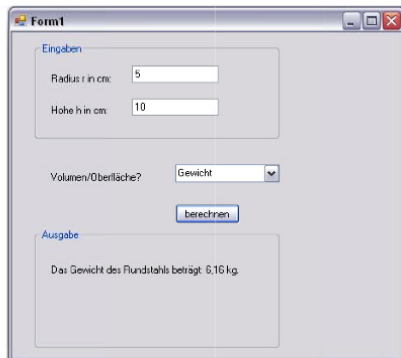 Form1
Eingaben
Radius r in cm:
5
Höhe h in cm:
10
Volumen/Oberfläche?
Gewicht
berechnen
Ausgabe
Das Gewicht des Rundstahls beträgt: 6,16 kg.